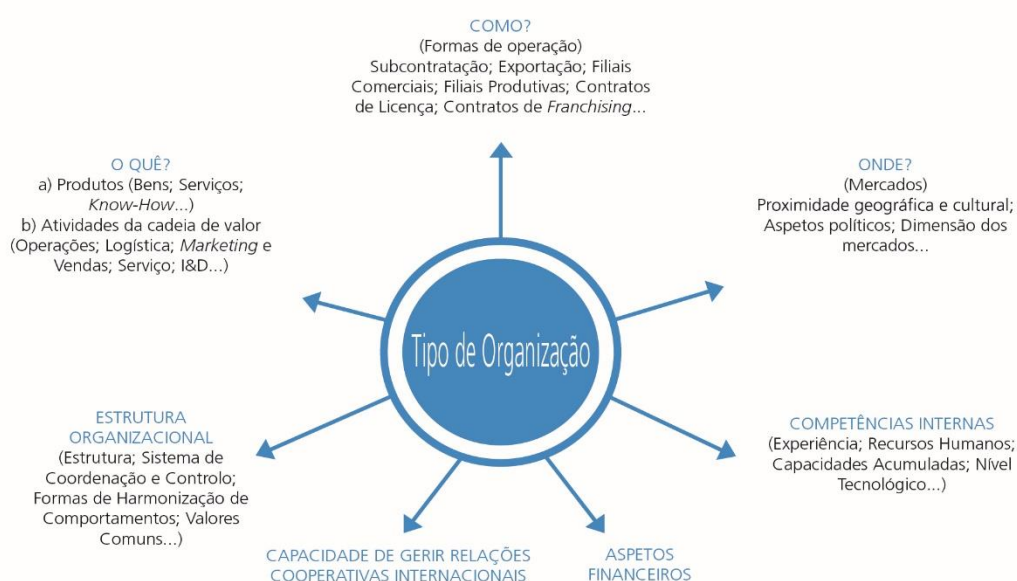 COMO?
(Formas de operação)
Subcontratação; Exportação; Filiais
Comerciais; Filiais Produtivas; Contratos
de Licença; Contratos de Franchising...
O QUÊ?
a) Produtos (Bens; Serviços;
Know-How...)
b) Atividades da cadeia de valor
(Operações; Logística; Marketing e
Vendas; Serviço; I&D...)
ONDE?
(Mercados)
Proximidade geográfica e cultural;
Aspetos políticos; Dimensão dos
mercados...
Tipo de Organização
ESTRUTURA
ORGANIZACIONAL
(Estrutura; Sistema de
Coordenação e Controlo;
Formas de Harmonização de
Comportamentos; Valores
Comuns...)
COMPETÊNCIAS INTERNAS
(Experiência; Recursos Humanos;
Capacidades Acumuladas; Nível
Tecnológico...)
CAPACIDADE DE GERIR RELAÇÕES
COOPERATIVAS INTERNACIONAIS
ASPETOS
FINANCEIROS